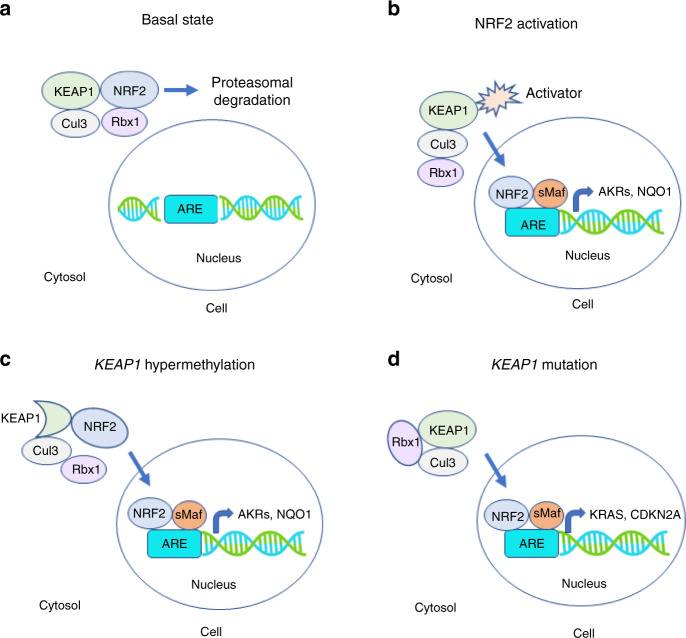 a
Basal state
KEAP1
NRF2
Cul3
Rbx1
Proteasomal
degradation
ARE
Nucleus
Cytosol
Cell
b
NRF2 activation
KEAP1
Activator
Cul3
Rbx1
NRF2
sMaf
AKRs, NQO1
ARE
Nucleus
Cytosol
Cell
c
KEAP1 hypermethylation
KEAP1
NRF2
Cul3
Rbx1
NRF2
sMaf
AKRs, NQO1
ARE
Nucleus
Cytosol
Cell
d
KEAP1 mutation
Rbx1
KEAP1
Cul3
NRF2
sMaf
KRAS, CDKN2A
ARE
Nucleus
Cytosol
Cell